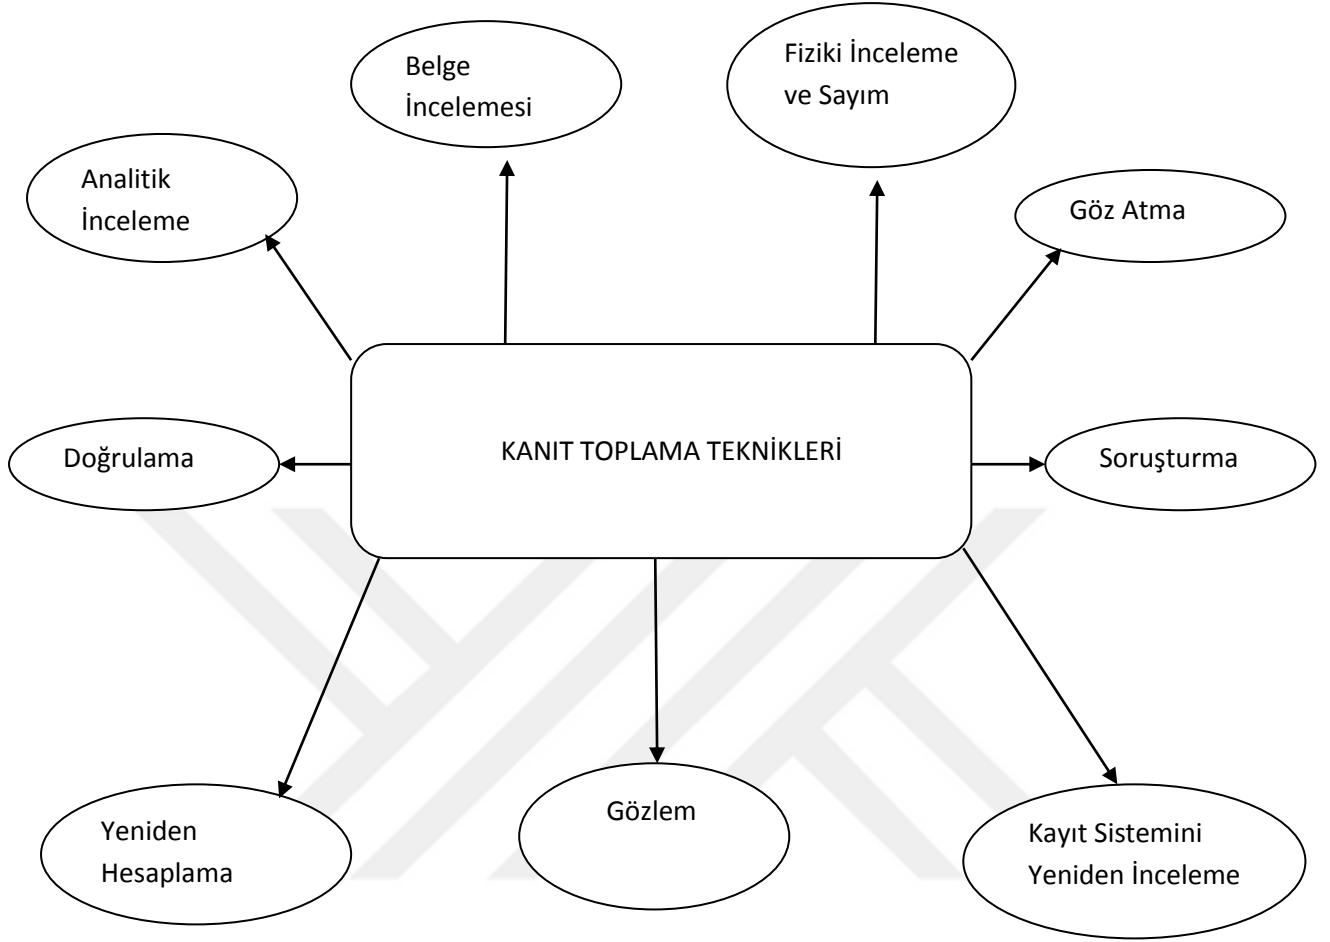 Belge
İncelemesi
Fiziki İnceleme
ve Sayım
Analitik
İnceleme
Göz Atma
KANIT TOPLAMA TEKNİKLERİ
Doğrulama
Soruşturma
Yeniden
Hesaplama
Gözlem
Kayıt Sistemini
Yeniden İnceleme